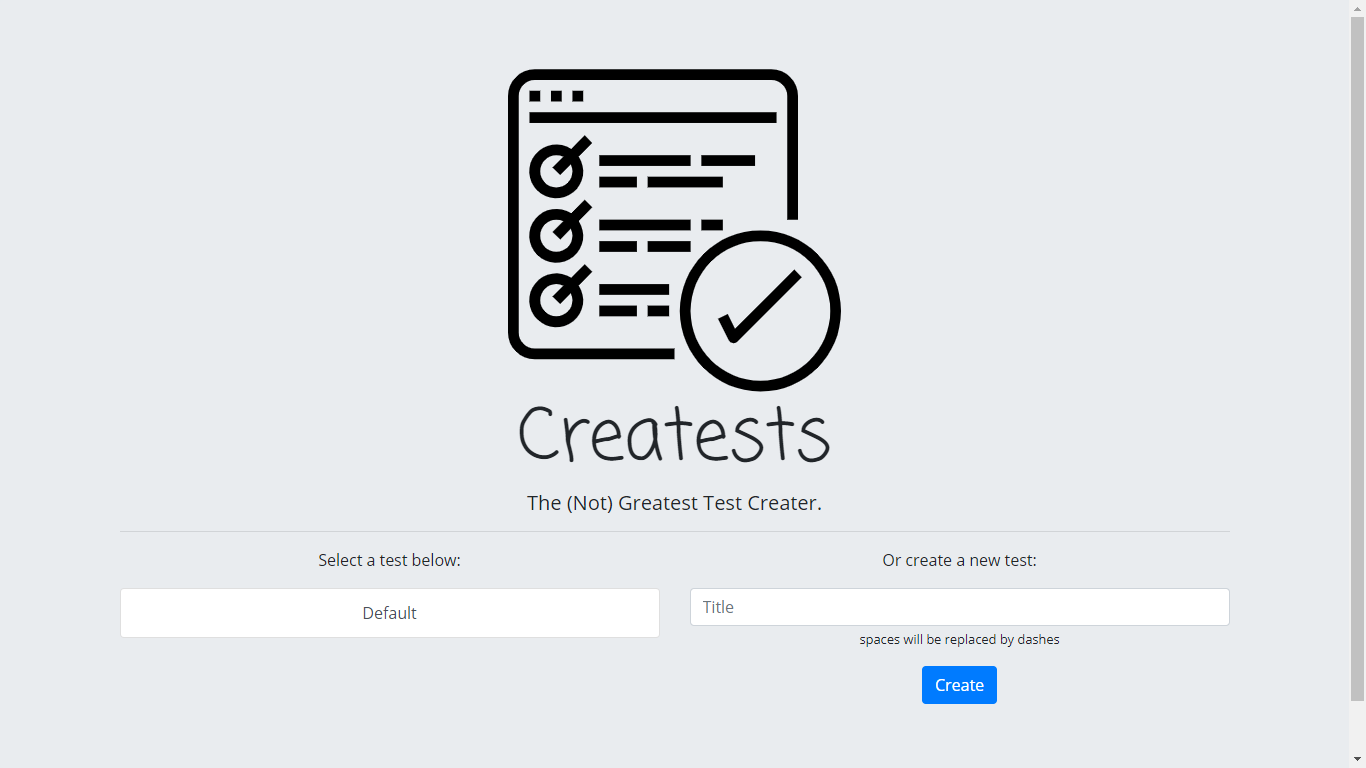 Creatests
The (Not) Greatest Test Creater.
Select a test below:
Default
Or create a new test:
Title
spaces will be replaced by dashes
Create